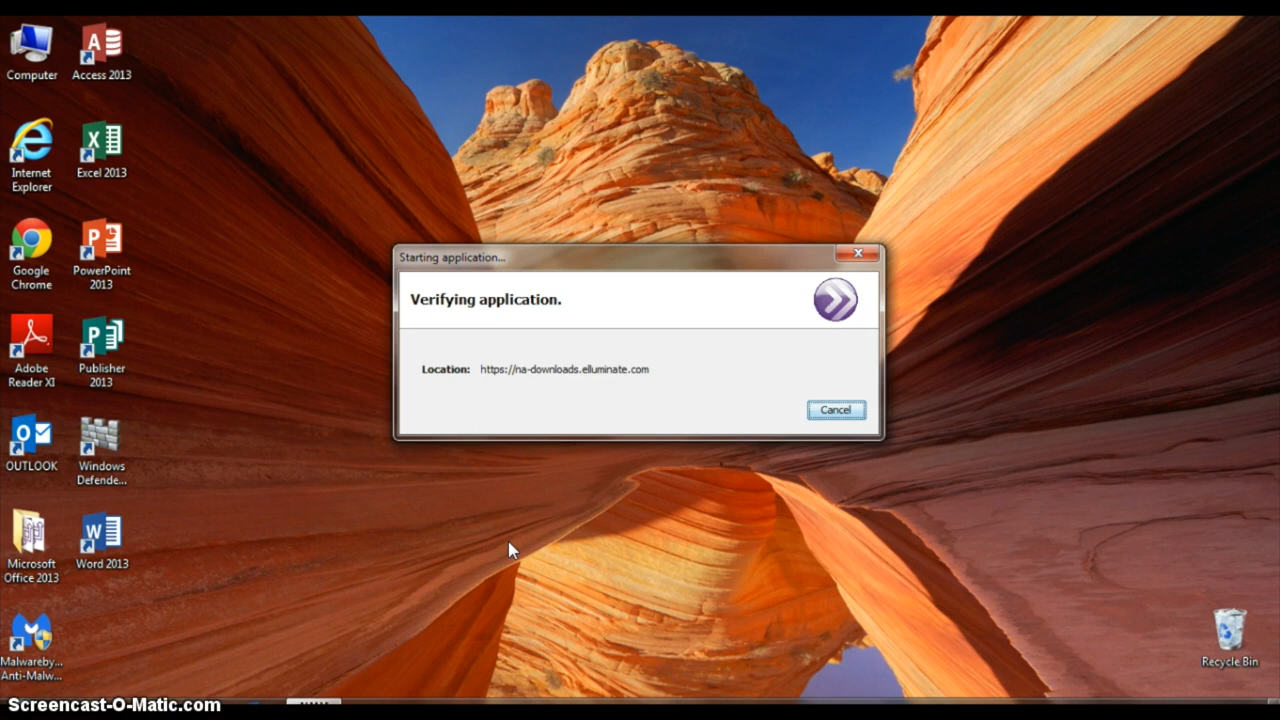 Computer
Access 2013
Internet
Explorer
Excel 2013
Google
Chrome
PowerPoint
2013
Adobe
Reader XI
Publisher
2013
OUTLOOK
Windows
Defende...
Microsoft
Office 2013
Word 2013
Malwareby...
Anti-Malw...
Starting application...
Verifying application.
Location: https://na-downloads.elluminate.com
Cancel
Recycle Bin
Screencast-O-Matic.com